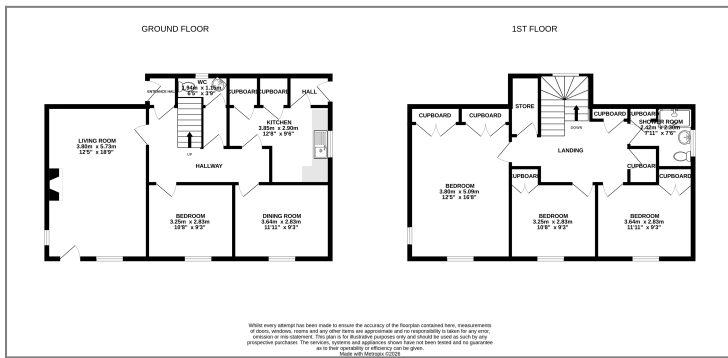 GROUND FLOOR
1ST FLOOR
ENTRANCE HALL
WC
1.94m x 1.15m
6'5" x 3'9"
CUPBOARD
CUPBOARD
HALL
KITCHEN
3.85m x 2.90m
12'8" x 9'6"
LIVING ROOM
3.80m x 5.73m
12'5" x 18'9"
UP
HALLWAY
BEDROOM
3.25m x 2.83m
10'8" x 9'3"
DINING ROOM
3.64m x 2.83m
11'11" x 9'3"
CUPBOARD
CUPBOARD
STORE
DOWN
CUPBOARD
CUPBOARD
SHOWER ROOM
2.42m x 2.30m
7'11" x 7'6"
LANDING
CUPBOARD
CUPBOARD
CUPBOARD
BEDROOM
3.80m x 5.09m
12'5" x 16'8"
BEDROOM
3.25m x 2.83m
10'8" x 9'3"
BEDROOM
3.64m x 2.83m
11'11" x 9'3"
Whilst every attempt has been made to ensure the accuracy of the floorplan contained here, measurements
of doors, windows, rooms and any other items are approximate and no responsibility is taken for any error,
omission or mis-statement. This plan is for illustrative purposes only and should be used as such by any
prospective purchaser. The services, systems and appliances shown have not been tested and no guarantee
as to their operability or efficiency can be given.
Made with Metropix ©2026